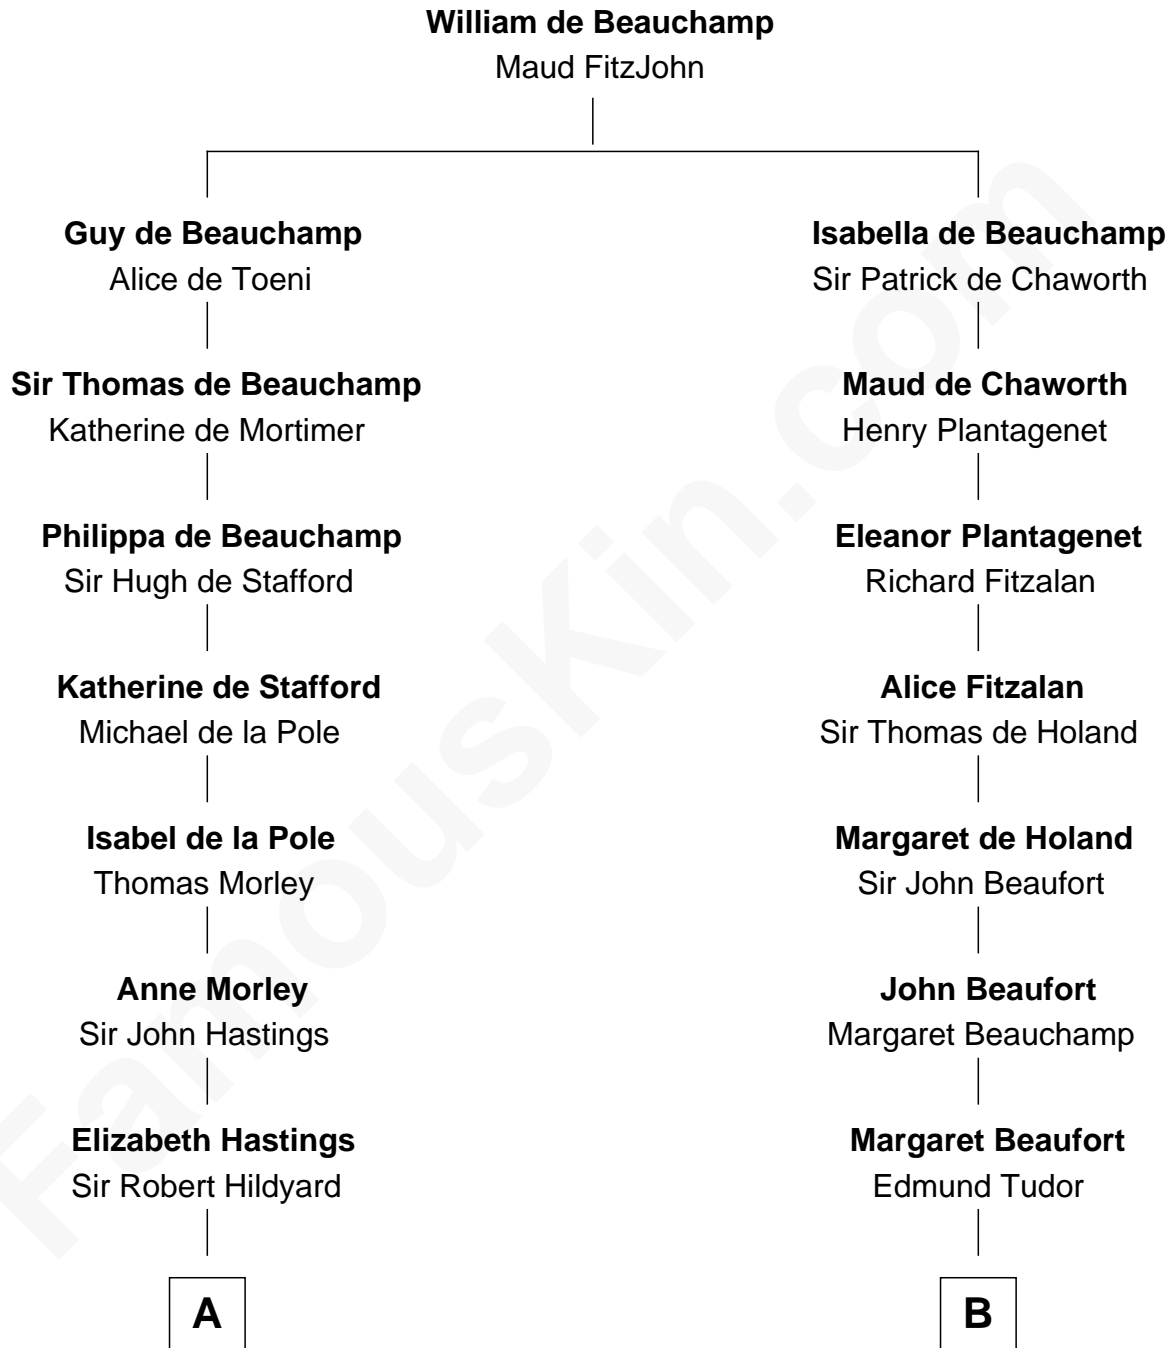 William de Beauchamp
Maud FitzJohn
Guy de Beauchamp
Alice de Toeni
Isabella de Beauchamp
Sir Patrick de Chaworth
Sir Thomas de Beauchamp
Katherine de Mortimer
Maud de Chaworth
Henry Plantagenet
Philippa de Beauchamp
Sir Hugh de Stafford
Eleanor Plantagenet
Richard Fitzalan
Katherine de Stafford
Michael de la Pole
Alice Fitzalan
Sir Thomas de Holand
Isabel de la Pole
Thomas Morley
Margaret de Holand
Sir John Beaufort
Anne Morley
Sir John Hastings
John Beaufort
Margaret Beauchamp
Elizabeth Hastings
Sir Robert Hildyard
Margaret Beaufort
Edmund Tudor
A
B
FamousKin.com